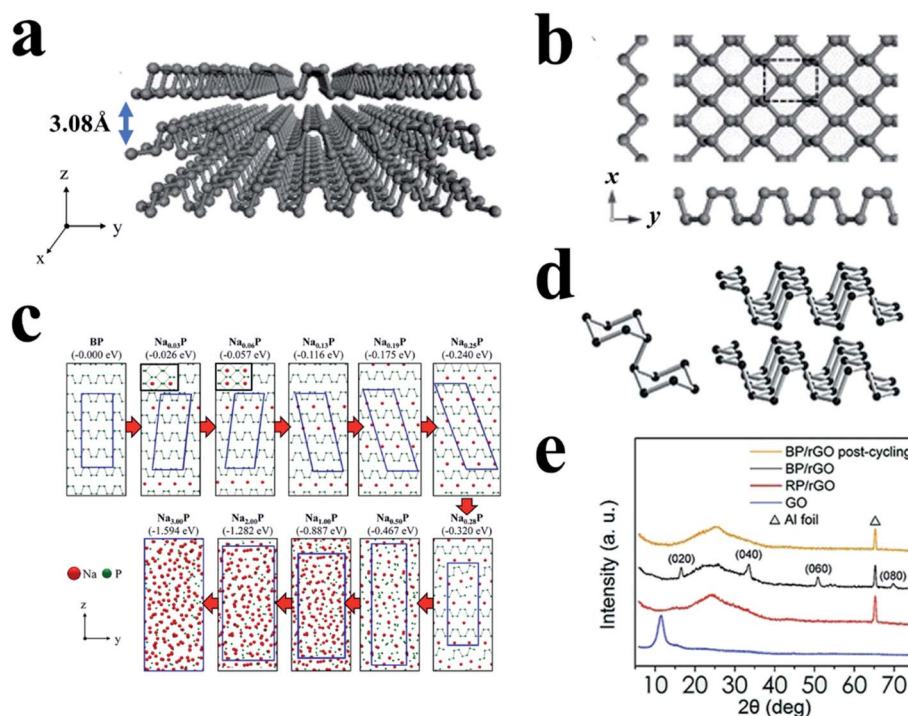 a
3.08Å
z
y
x
b
x
y
c
BP
(-0.000 eV)
Na0.03P
(-0.026 eV)
Na0.06P
(-0.057 eV)
Na0.13P
(-0.116 eV)
Na0.19P
(-0.175 eV)
Na0.25P
(-0.240 eV)
Na3.00P
(-1.594 eV)
Na2.00P
(-1.282 eV)
Na1.00P
(-0.887 eV)
Na0.50P
(-0.467 eV)
Na0.28P
(-0.320 eV)
Na
P
z
y
d
e
BP/rGO post-cycling
BP/rGO
RP/rGO
GO
△ Al foil
△
(020)
(040)
(060)
(080)
Intensity (a. u.)
10 20 30 40 50 60 70
2θ (deg)